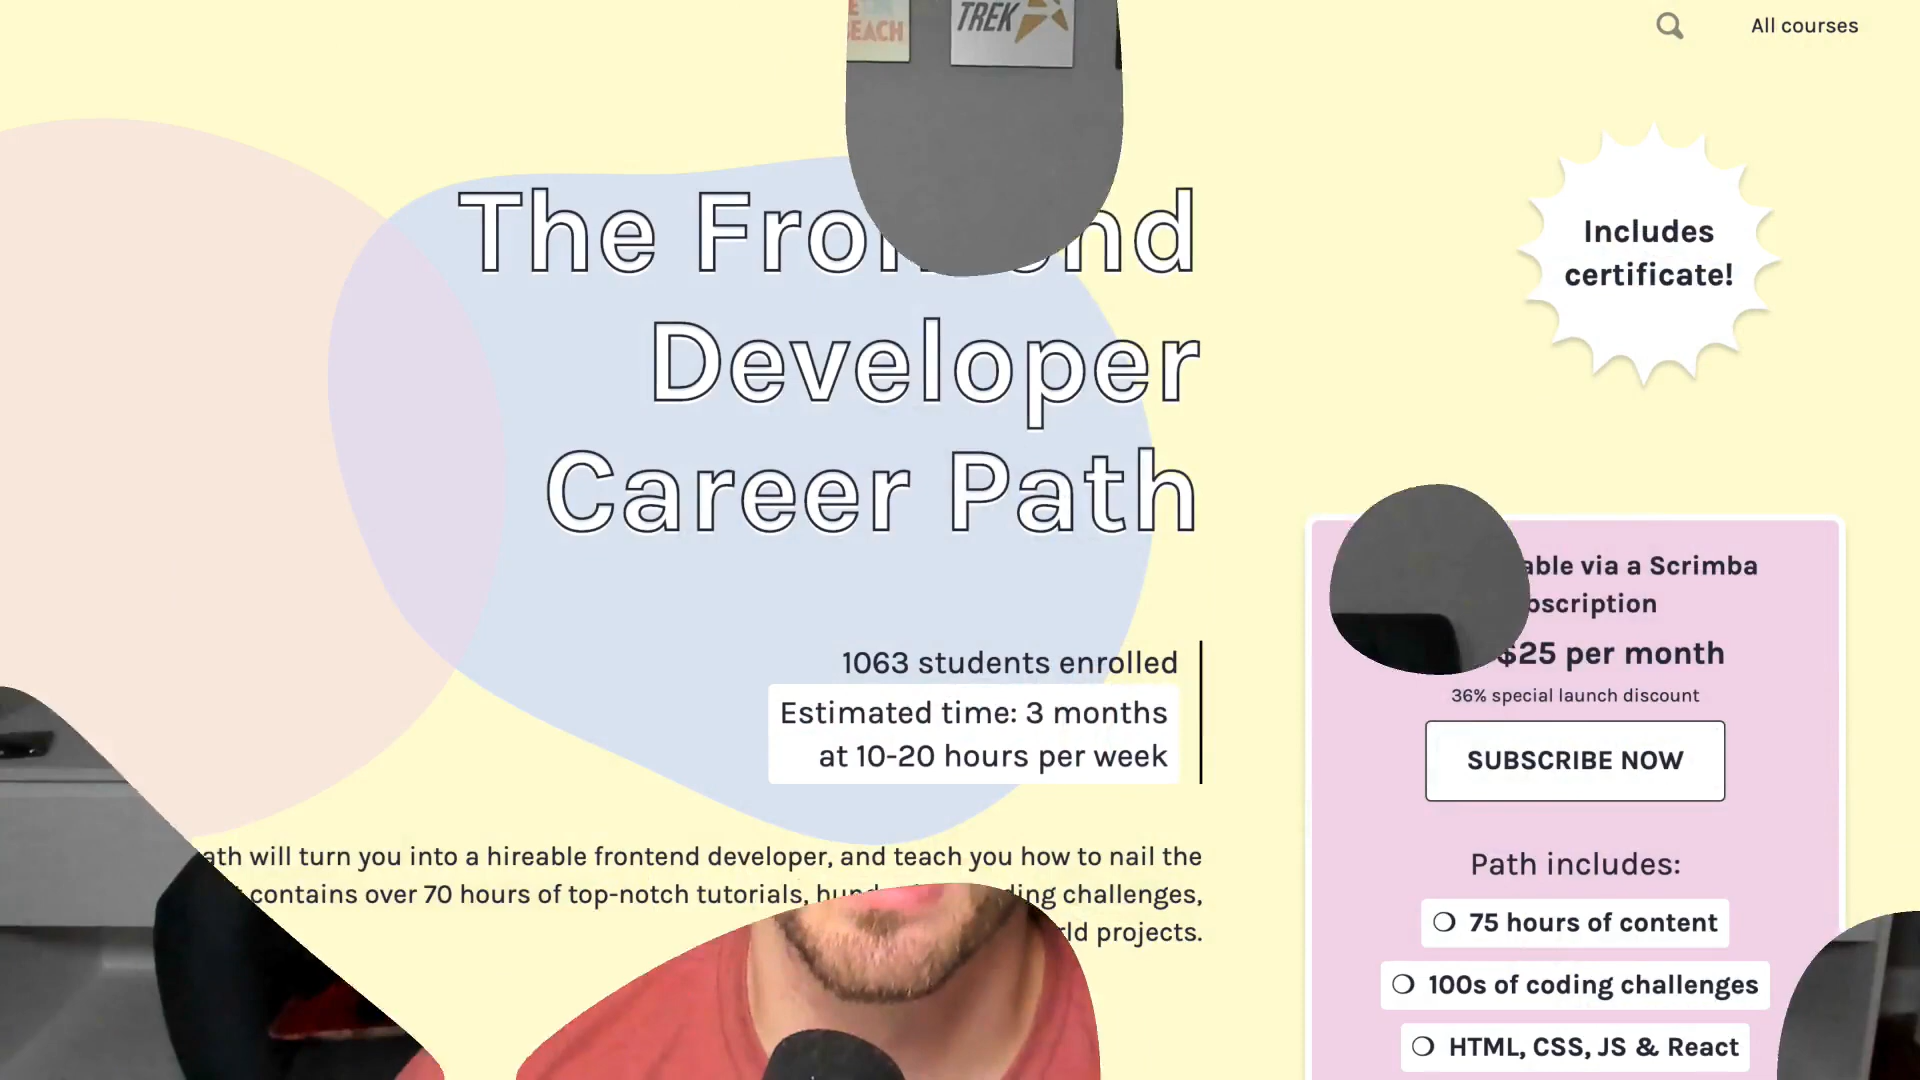 TREK
EACH
All courses
The Fro nd
Developer
Career Path
Includes
certificate!
able via a Scrimba
bscription
$25 per month
36% special launch discount
SUBSCRIBE NOW
1063 students enrolled
Estimated time: 3 months
at 10-20 hours per week
ath will turn you into a hireable frontend developer, and teach you how to nail the
contains over 70 hours of top-notch tutorials, ing challenges,
rld projects.
Path includes:
75 hours of content
100s of coding challenges
HTML, CSS, JS & React